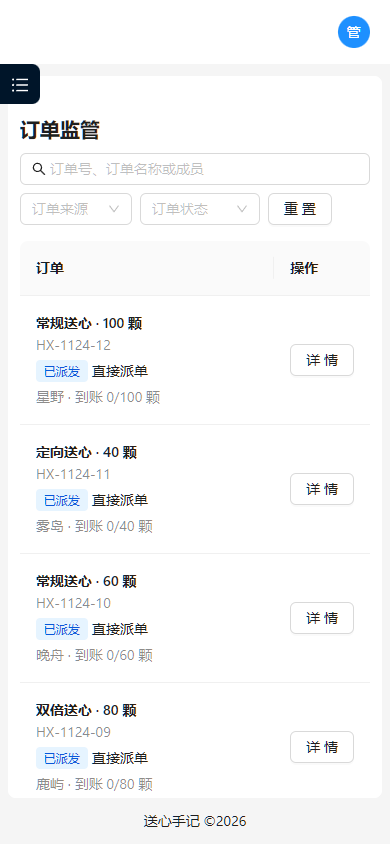 管
订单监管
订单号、订单名称或成员
订单来源 订单状态 重 置
订单 操作
常规送心 · 100 颗
HX-1124-12
已派发 直接派单
星野 · 到账 0/100 颗
详 情
定向送心 · 40 颗
HX-1124-11
已派发 直接派单
雾岛 · 到账 0/40 颗
详 情
常规送心 · 60 颗
HX-1124-10
已派发 直接派单
晚舟 · 到账 0/60 颗
详 情
双倍送心 · 80 颗
HX-1124-09
已派发 直接派单
鹿屿 · 到账 0/80 颗
详 情
送心手记 ©2026